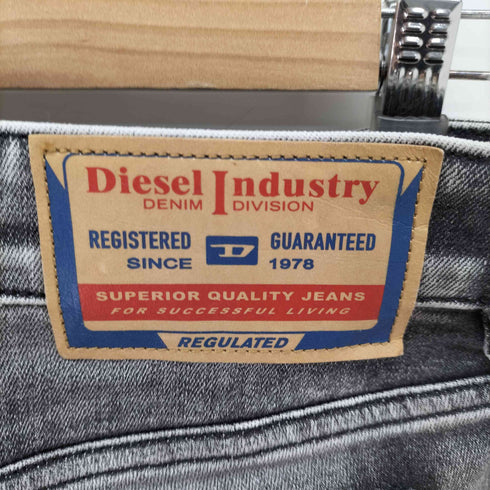 Diesel Industry
DENIM DIVISION
REGISTERED D GUARANTEED
SINCE 1978
SUPERIOR QUALITY JEANS
FOR SUCCESSFUL LIVING
REGULATED